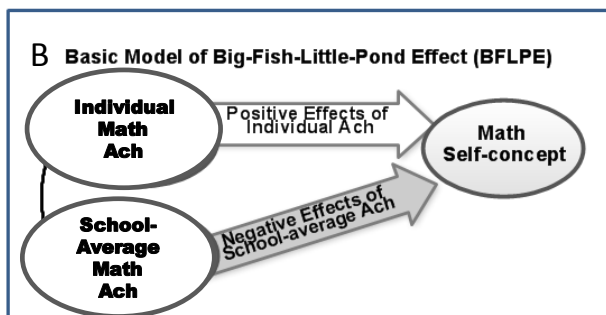 B Basic Model of Big-Fish-Little-Pond Effect (BFLPE)
Individual
Math
Ach
Positive Effects of
Individual Ach
Math
Self-concept
Negative Effects of
School-average Ach
School-
Average
Math
Ach